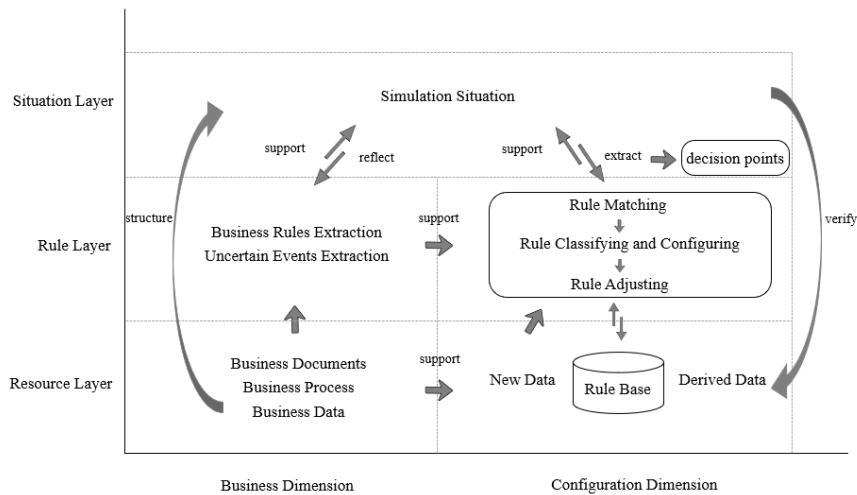 Situation Layer
Simulation Situation
support
reflect
support
extract
decision points
structure
support
verify
Rule Layer
Business Rules Extraction
Uncertain Events Extraction
Rule Matching
Rule Classifying and Configuring
Rule Adjusting
Resource Layer
Business Documents
Business Process
Business Data
support
New Data
Rule Base
Derived Data
Business Dimension
Configuration Dimension